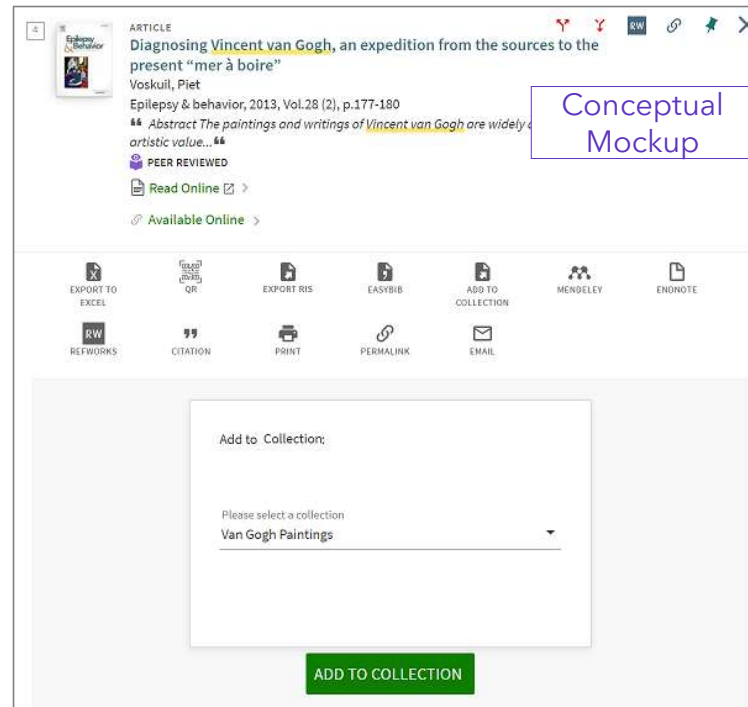 4
Epilepsy
& Behavior
ARTICLE
Diagnosing Vincent van Gogh, an expedition from the sources to the
present “mer à boire”
Voskuil, Piet
Epilepsy & behavior, 2013, Vol.28 (2), p.177-180
Abstract The paintings and writings of Vincent van Gogh are widely
artistic value...
PEER REVIEWED
Read Online
Available Online
RW
Conceptual
Mockup
EXPORT TO
EXCEL
QR
EXPORT RIS
EASYBIB
ADD TO
COLLECTION
MENDELEY
ENDNOTE
RW
REFWORKS
CITATION
PRINT
PERMALINK
EMAIL
Add to Collection:
Please select a collection
Van Gogh Paintings
ADD TO COLLECTION